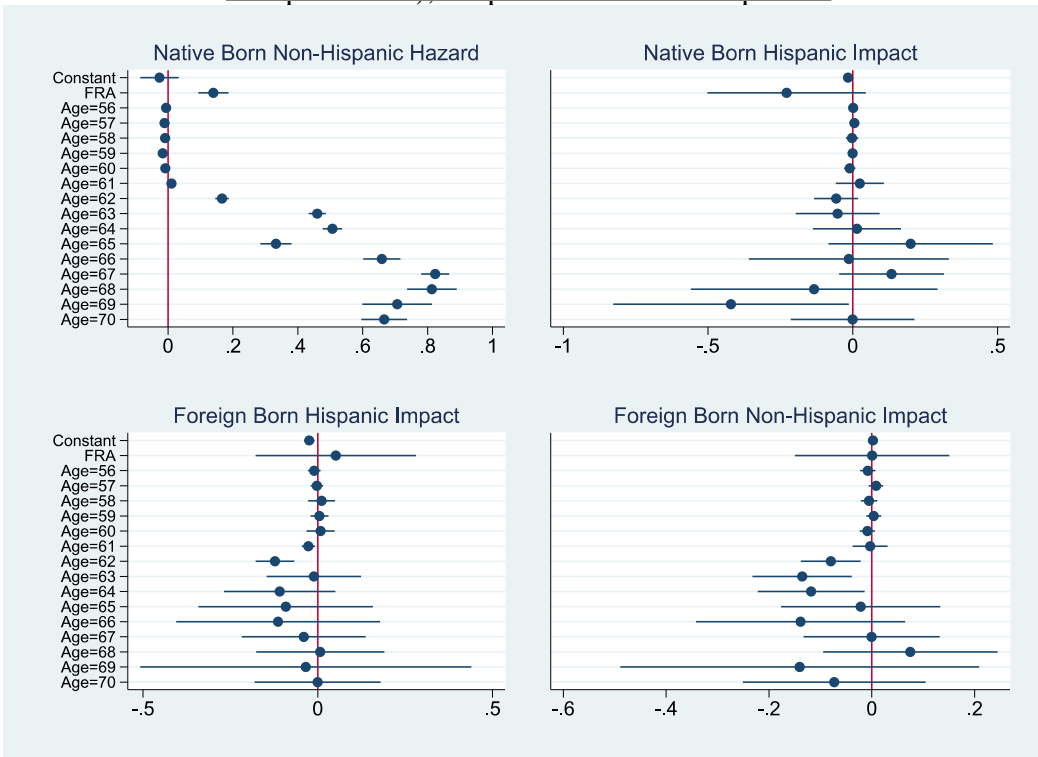 Native Born Non-Hispanic Hazard
Constant
FRA
Age=56
Age=57
Age=58
Age=59
Age=60
Age=61
Age=62
Age=63
Age=64
Age=65
Age=66
Age=67
Age=68
Age=69
Age=70
0 .2 .4 .6 .8 1
Native Born Hispanic Impact
-1 -.5 0 .5
Foreign Born Hispanic Impact
Constant
FRA
Age=56
Age=57
Age=58
Age=59
Age=60
Age=61
Age=62
Age=63
Age=64
Age=65
Age=66
Age=67
Age=68
Age=69
Age=70
-.5 0 .5
Foreign Born Non-Hispanic Impact
-.6 -.4 -.2 0 .2